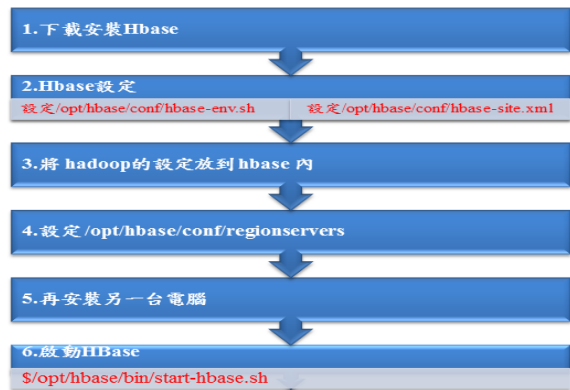 1.下載安裝Hbase
2.Hbase設定
設定/opt/hbase/conf/hbase-env.sh
設定/opt/hbase/conf/hbase-site.xml
3.將 hadoop的設定放到 hbase 內
4.設定 /opt/hbase/conf/regionservers
5.再安裝另一台電腦
6.啟動HBase
$/opt/hbase/bin/start-hbase.sh